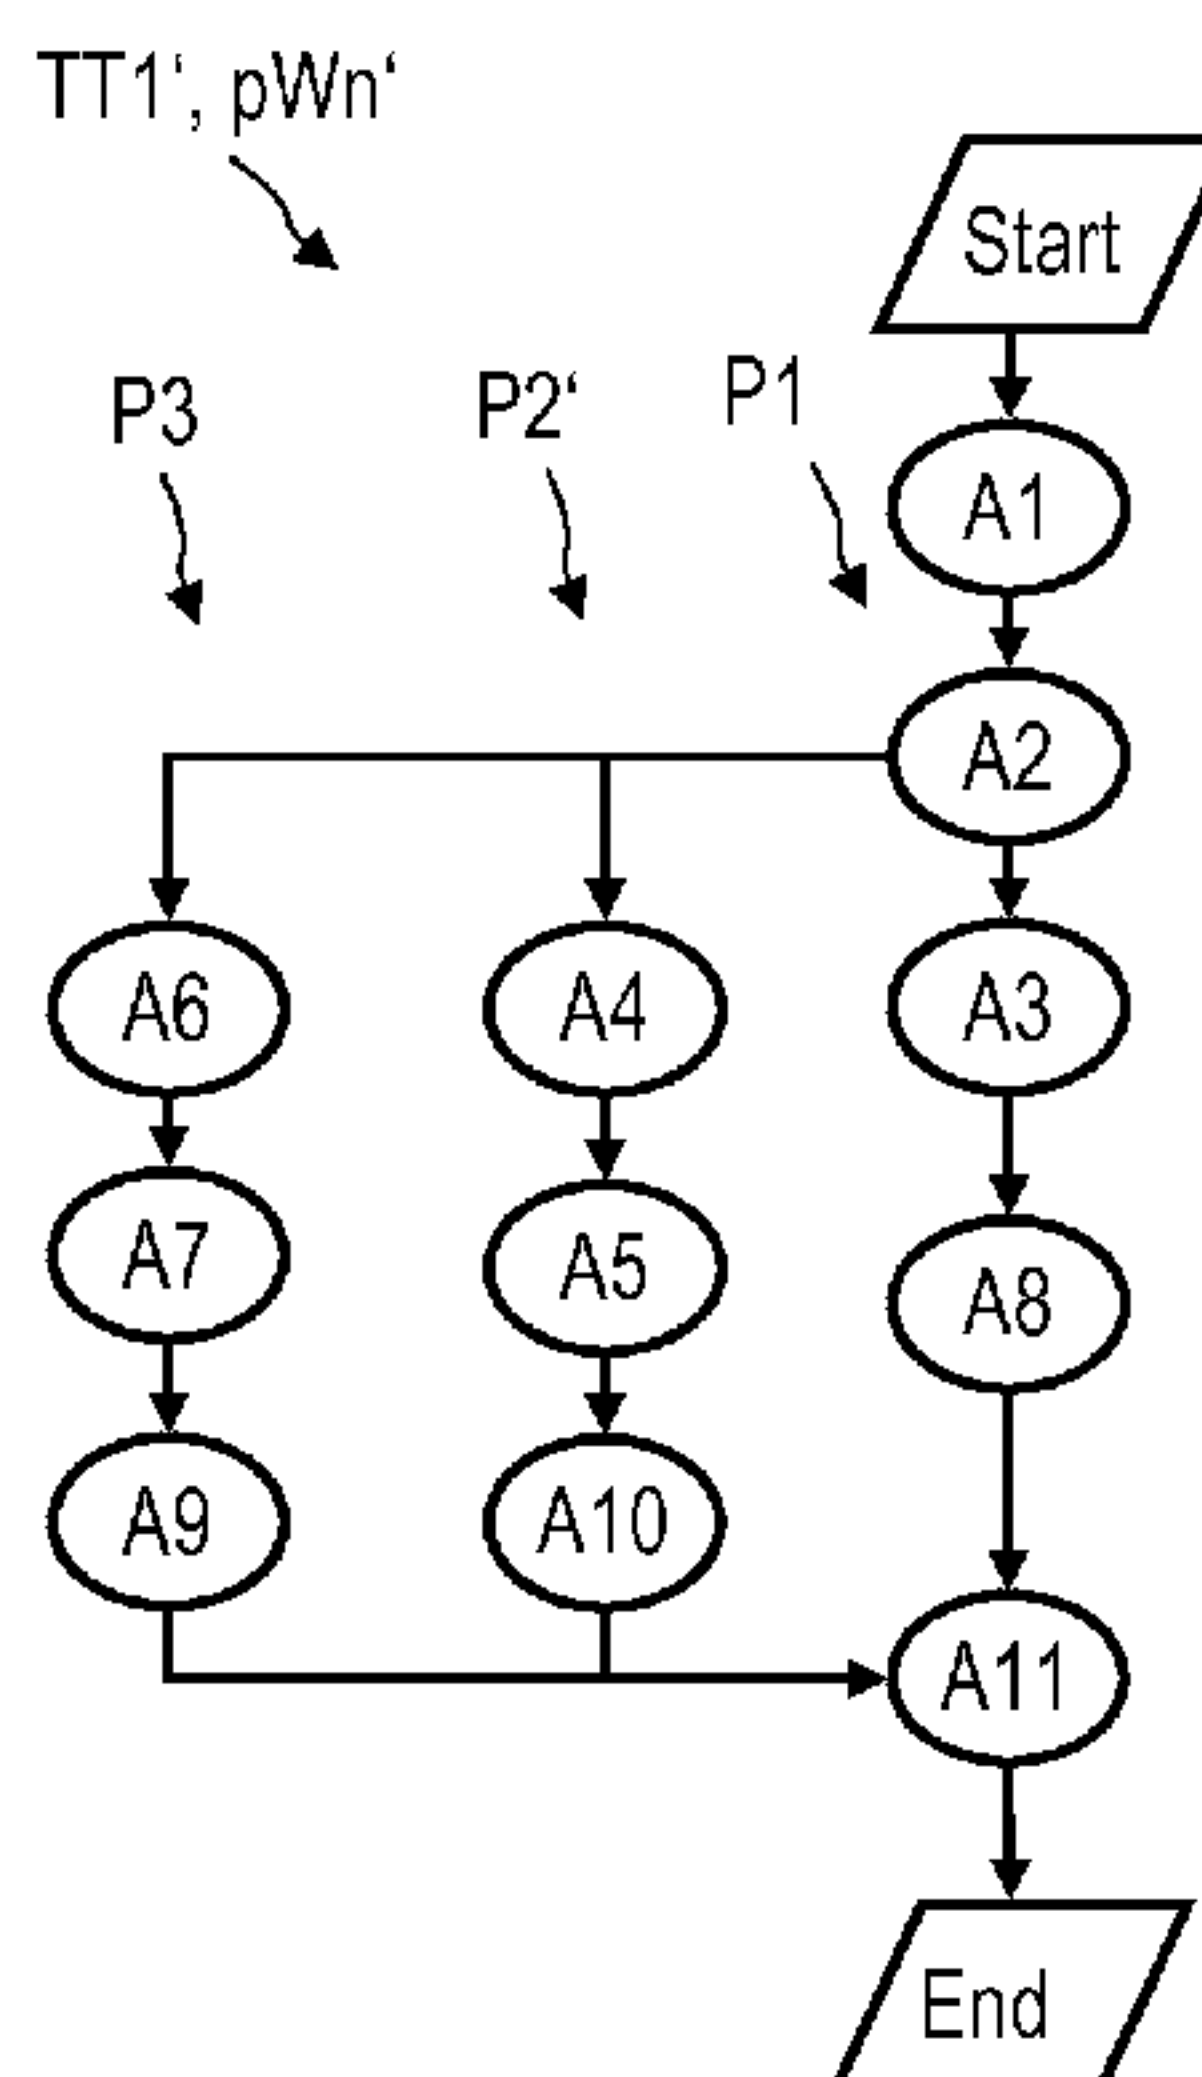 TT1‘, pWn‘
Start
P3 P2‘ P1
A1
A2
A6 A4 A3
A7 A5 A8
A9 A10
A11
End